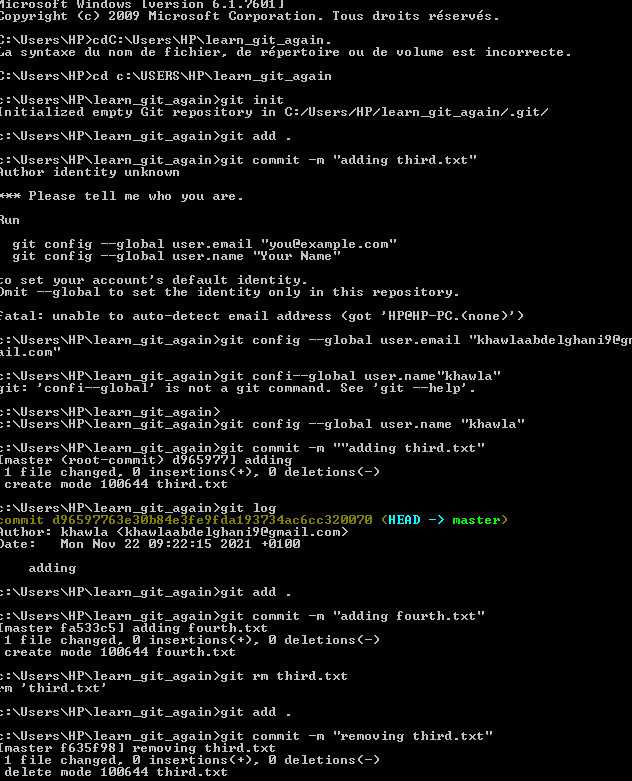 Microsoft Windows [version 6.1.7601]
Copyright (c) 2009 Microsoft Corporation. Tous droits réservés.
C:\Users\HP>cdC:\Users\HP\learn_git_again.
La syntaxe du nom de fichier, de répertoire ou de volume est incorrecte.
C:\Users\HP>cd c:\USERS\HP\learn_git_again
c:\Users\HP\learn_git_again>git init
Initialized empty Git repository in C:/Users/HP/learn_git_again/.git/
c:\Users\HP\learn_git_again>git add .
c:\Users\HP\learn_git_again>git commit -m "adding third.txt"
Author identity unknown
*** Please tell me who you are.
Run
git config --global user.email "you@example.com"
git config --global user.name "Your Name"
to set your account's default identity.
Omit --global to set the identity only in this repository.
fatal: unable to auto-detect email address (got 'HP@HP-PC.(none)')
c:\Users\HP\learn_git_again>git config --global user.email "khawlaabdelghani9@gm
ail.com"
c:\Users\HP\learn_git_again>git confi--global user.name"khawla"
git: 'confi--global' is not a git command. See 'git --help'.
c:\Users\HP\learn_git_again>
c:\Users\HP\learn_git_again>git config --global user.name "khawla"
c:\Users\HP\learn_git_again>git commit -m ""adding third.txt"
[master (root-commit) d965977] adding
1 file changed, 0 insertions(+), 0 deletions(-)
create mode 100644 third.txt
c:\Users\HP\learn_git_again>git log
commit d96597763e30b84e3fe9fda193734ac6cc320070 (HEAD -> master)
Author: khawla <khawlaabdelghani9@gmail.com>
Date:   Mon Nov 22 09:22:15 2021 +0100
adding
c:\Users\HP\learn_git_again>git add .
c:\Users\HP\learn_git_again>git commit -m "adding fourth.txt"
[master fa533c5] adding fourth.txt
1 file changed, 0 insertions(+), 0 deletions(-)
create mode 100644 fourth.txt
c:\Users\HP\learn_git_again>git rm third.txt
rm 'third.txt'
c:\Users\HP\learn_git_again>git add .
c:\Users\HP\learn_git_again>git commit -m "removing third.txt"
[master f635f98] removing third.txt
1 file changed, 0 insertions(+), 0 deletions(-)
delete mode 100644 third.txt